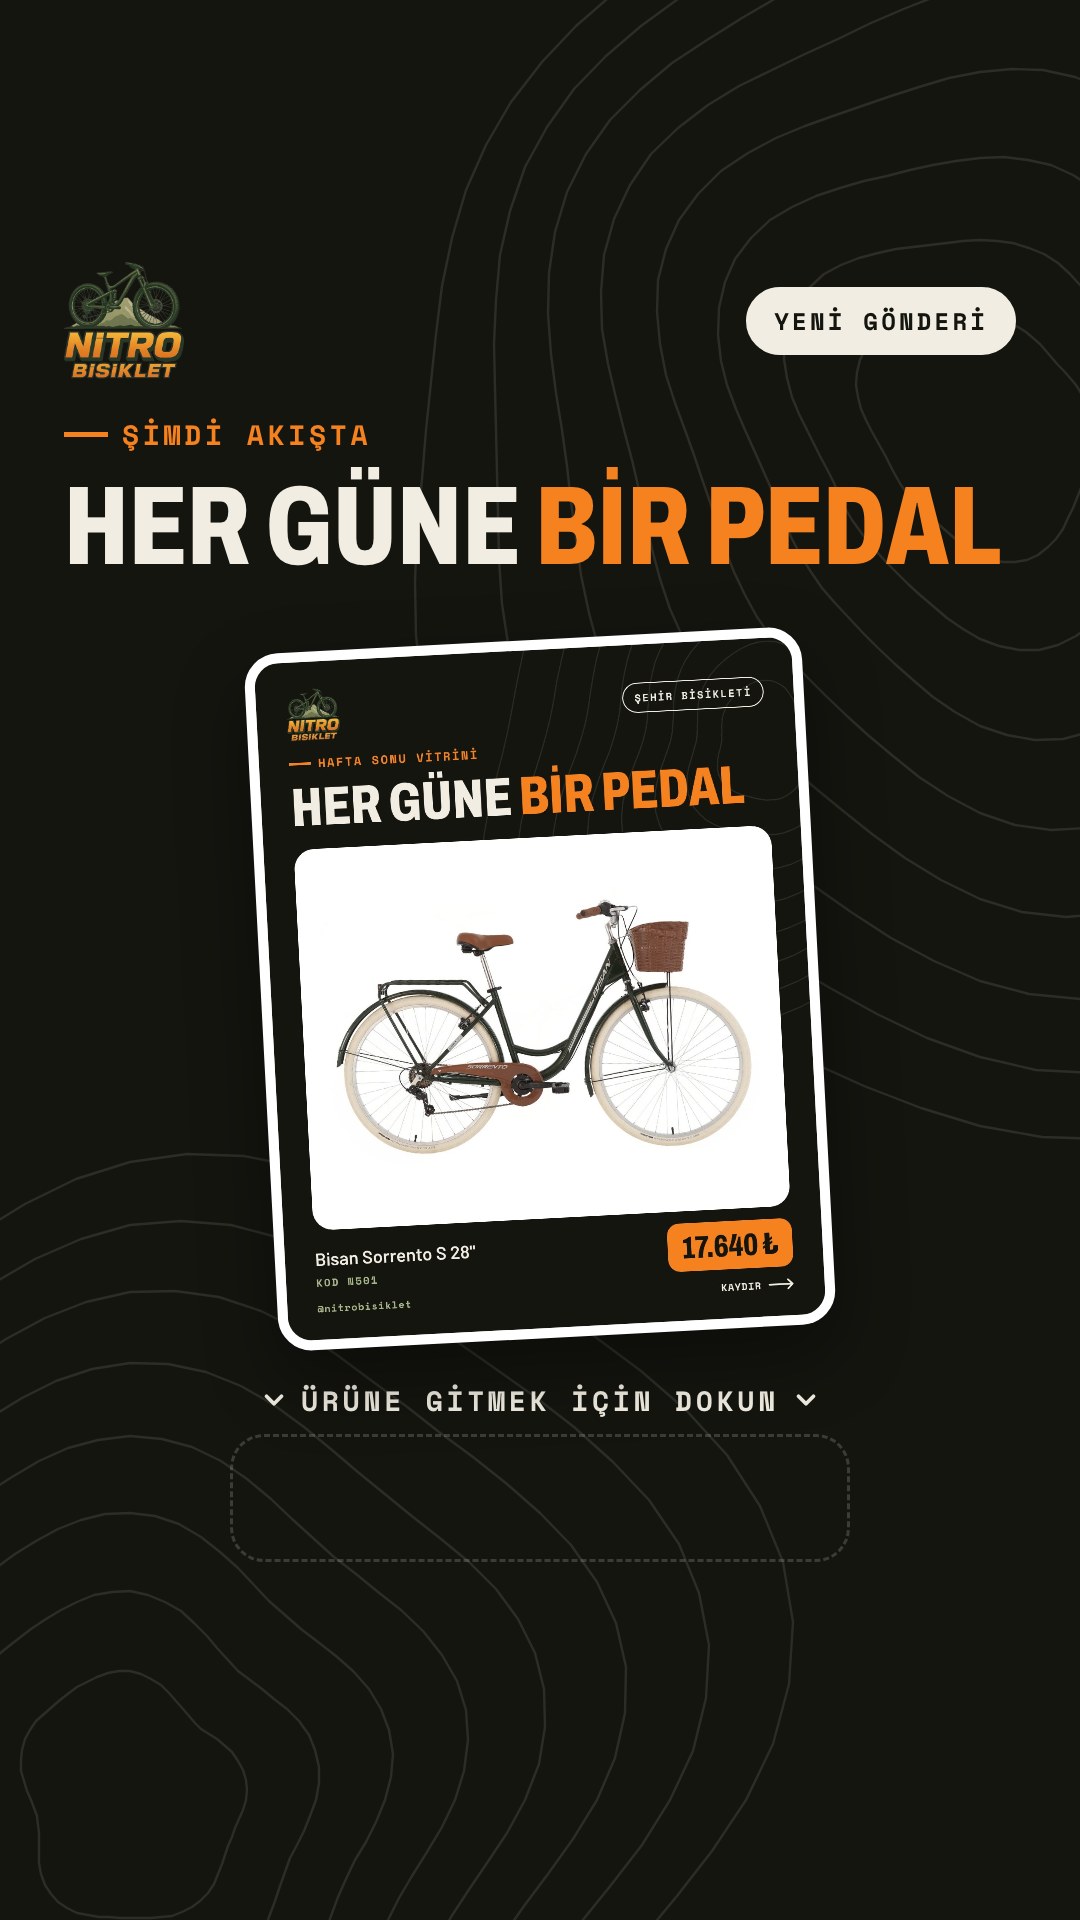 NiTRO
BiSiKLET
YENİ GÖNDERİ
ŞİMDİ AKIŞTA
HER GÜNE BİR PEDAL
NiTRO
BiSiKLET
ŞEHİR BİSİKLETİ
HAFTA SONU VİTRİNİ
HER GÜNE BİR PEDAL
BISAN
SORRENTO
Bisan Sorrento S 28"
17.640 ₺
KOD N501
KAYDIR
@nitrobisiklet
ÜRÜNE GİTMEK İÇİN DOKUN